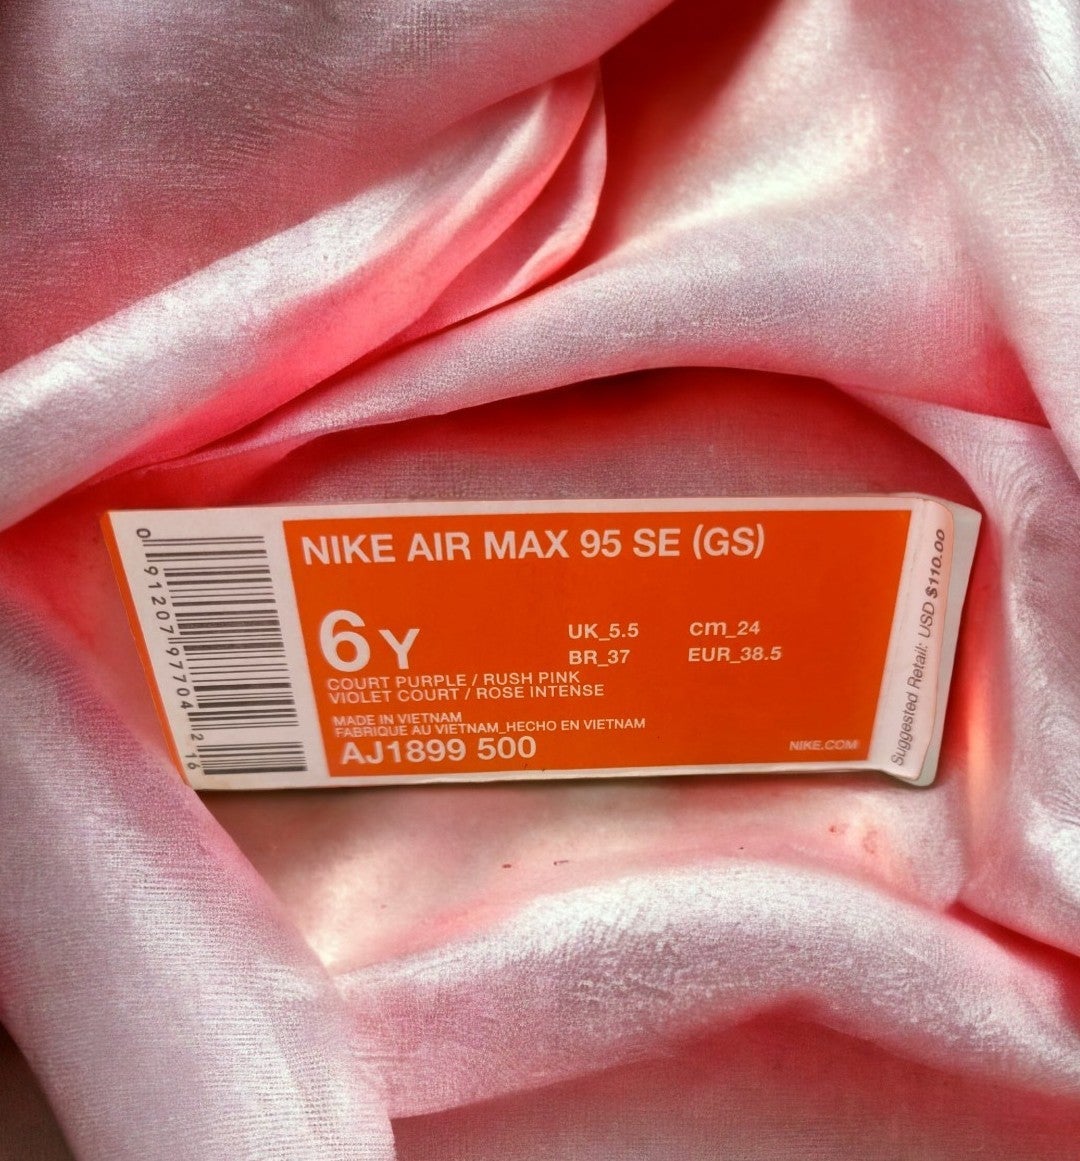 NIKE AIR MAX 95 SE (GS)
6Y
UK_5.5 cm_24
BR_37 EUR_38.5
COURT PURPLE / RUSH PINK
VIOLET COURT / ROSE INTENSE
MADE IN VIETNAM
FABRIQUE AU VIETNAM_HECHO EN VIETNAM
AJ1899 500
NIKE.COM
0 91207 97704 2 16
Suggested Retail: USD $110.00